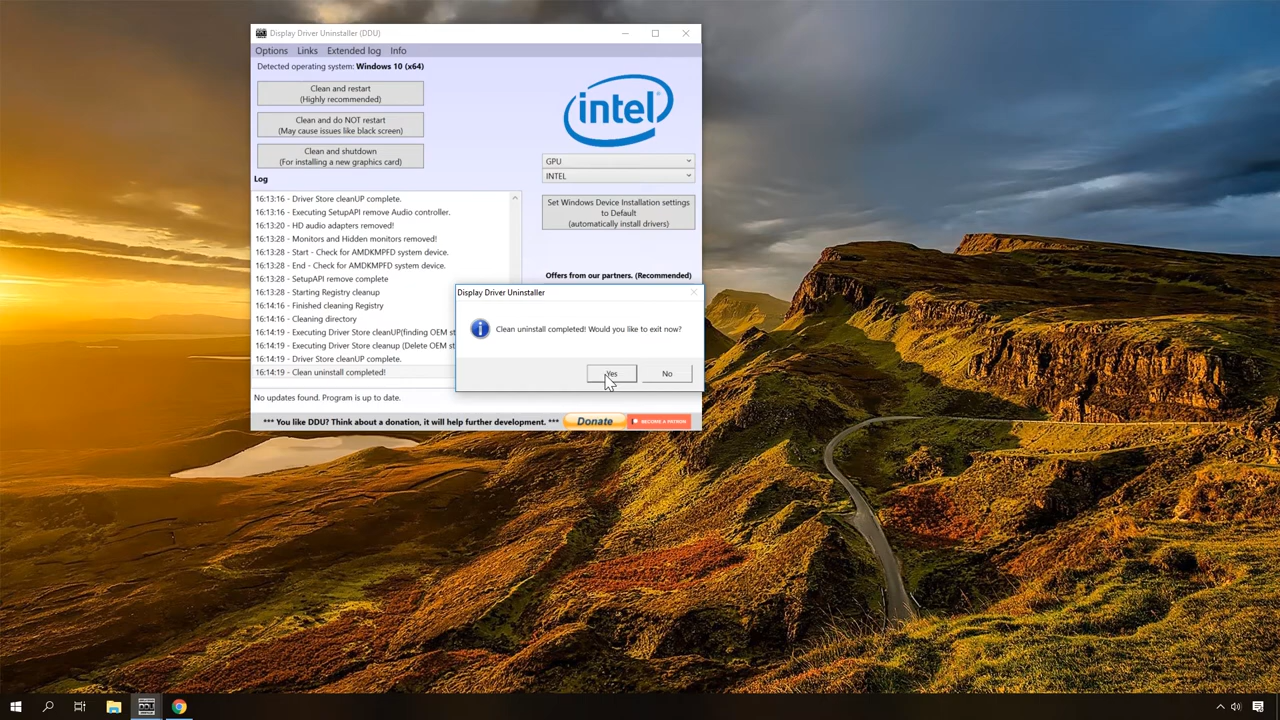 Display Driver Uninstaller (DDU)
Options Links Extended log Info
Detected operating system: Windows 10 (x64)
Clean and restart
(Highly recommended)
Clean and do NOT restart
(May cause issues like black screen)
Clean and shutdown
(For installing a new graphics card)
intel
GPU
INTEL
Set Windows Device Installation settings
to Default
(automatically install drivers)
Log
16:13:16 - Driver Store cleanUP complete.
16:13:16 - Executing SetupAPI remove Audio controller.
16:13:20 - HD audio adapters removed!
16:13:28 - Monitors and Hidden monitors removed!
16:13:28 - Start - Check for AMDKMPFD system device.
16:13:28 - End - Check for AMDKMPFD system device.
16:13:28 - SetupAPI remove complete
16:13:28 - Starting Registry cleanup
16:14:16 - Finished cleaning Registry
16:14:16 - Cleaning directory
16:14:19 - Executing Driver Store cleanUP(finding OEM st
16:14:19 - Executing Driver Store cleanup (Delete OEM st
16:14:19 - Driver Store cleanUP complete.
16:14:19 - Clean uninstall completed!
Offers from our partners. (Recommended)
Display Driver Uninstaller
Clean uninstall completed! Would you like to exit now?
Yes No
No updates found. Program is up to date.
*** You like DDU? Think about a donation, it will help further development. *** Donate BECOME A PATRON